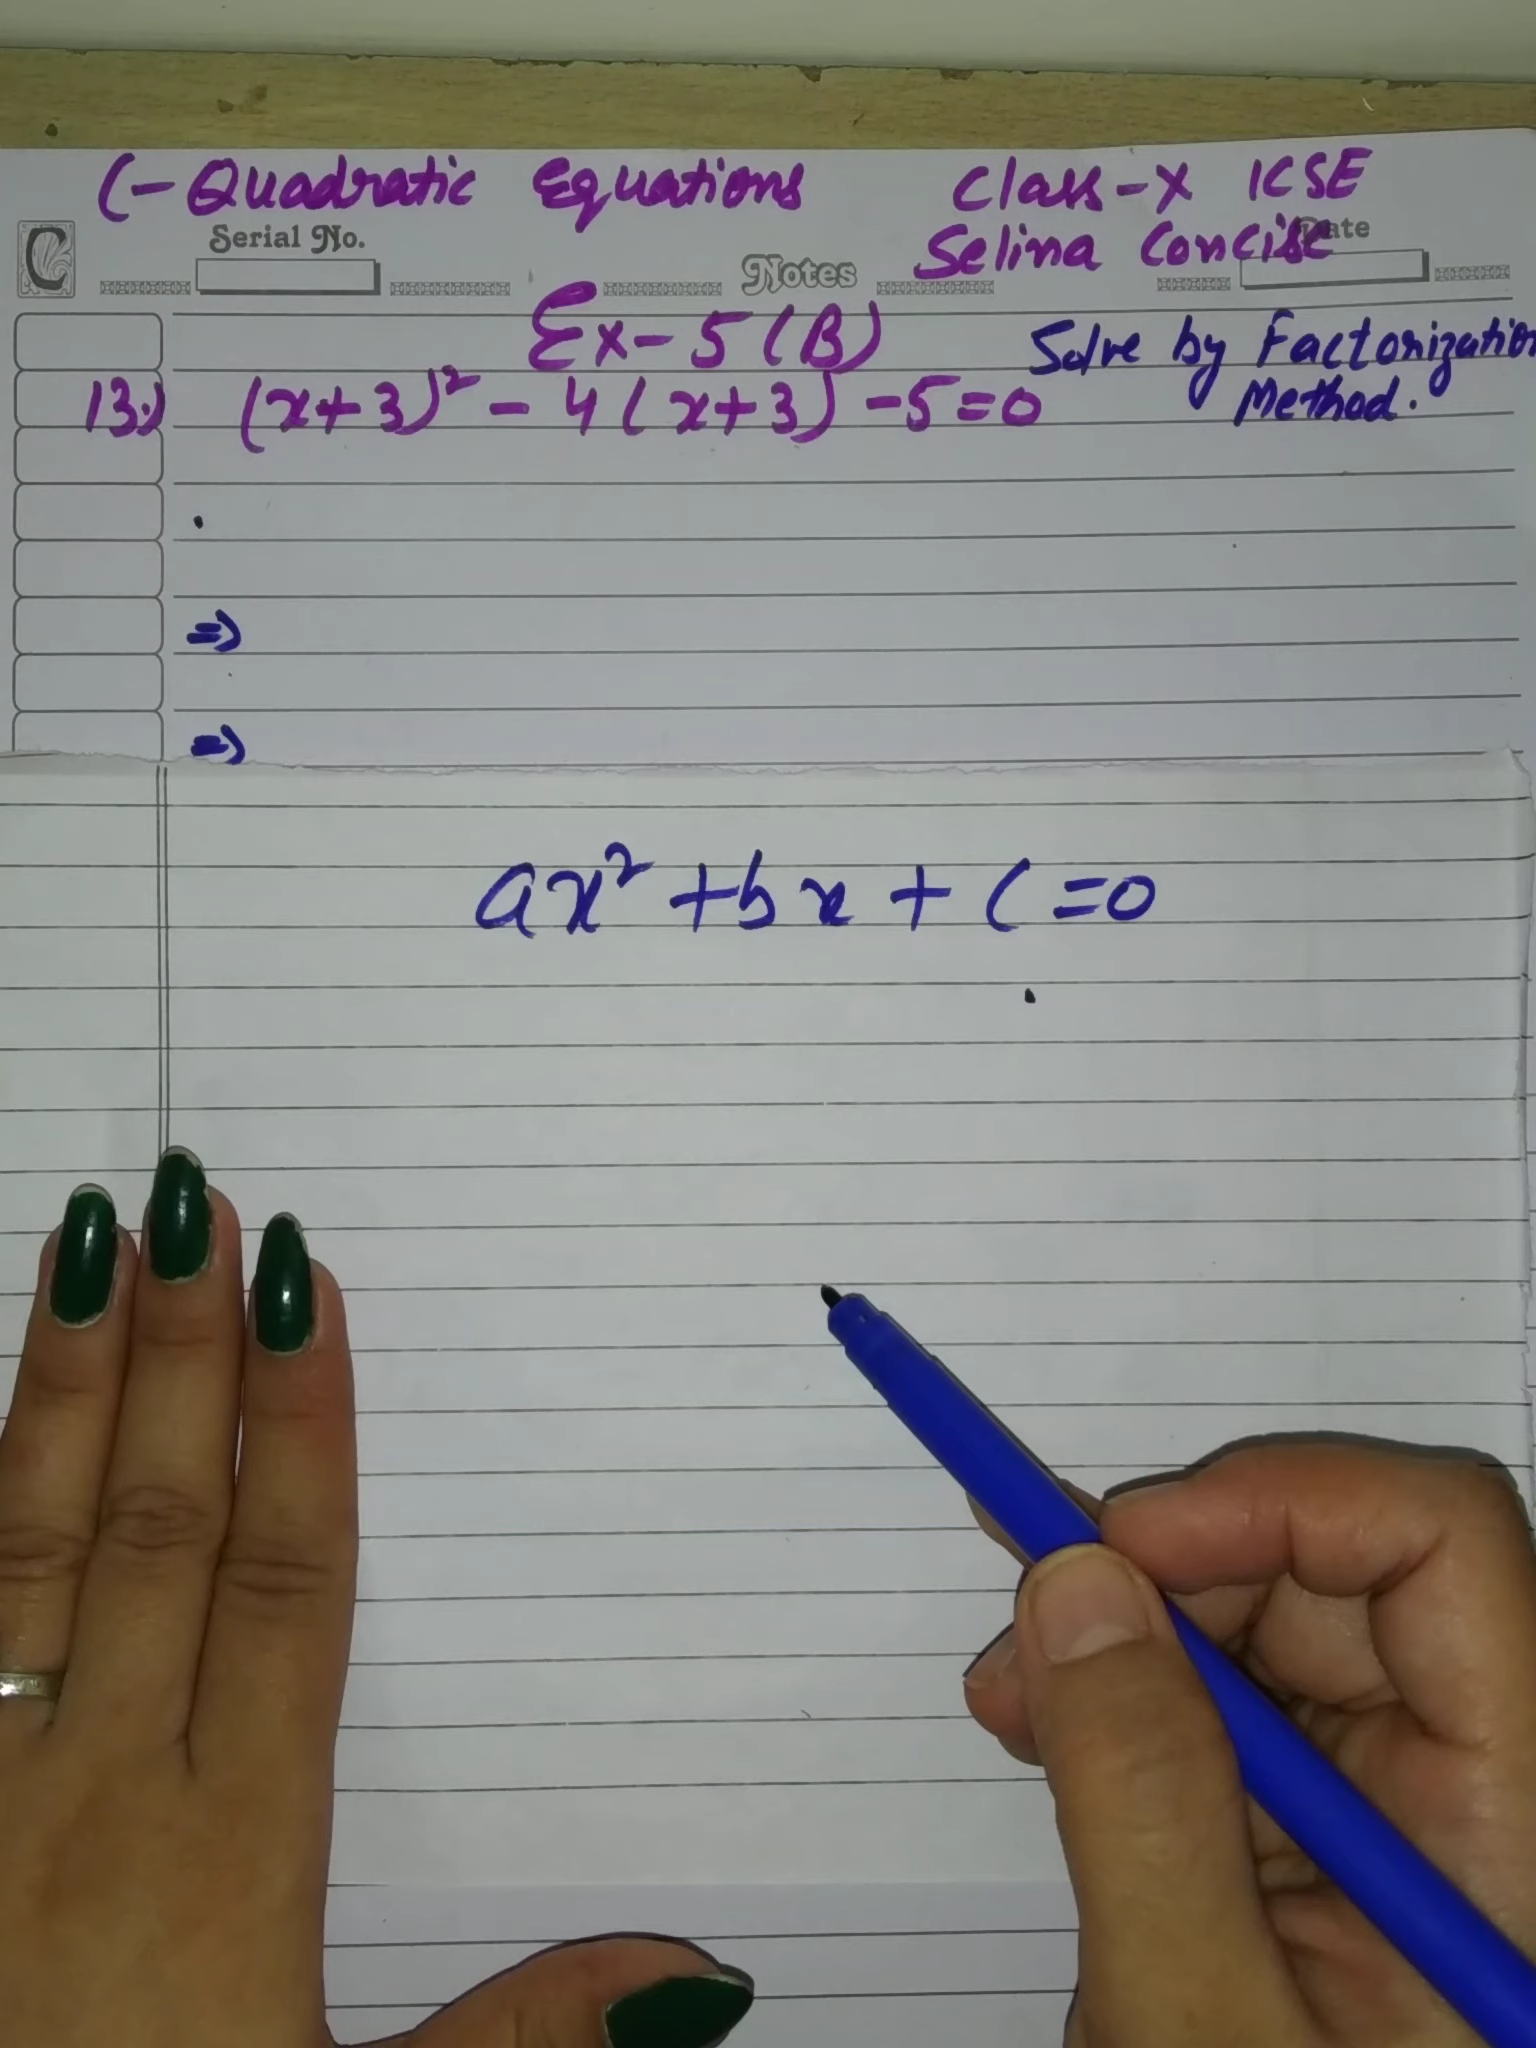 (- Quadratic Equations Class-X ICSE
Serial No. Selina Concise Date
C Notes
Ex-5(B) Solve by Factorization
13.) (x+3)² - 4(x+3) -5=0 Method.
⇒
⇒
ax² + bx + c = 0